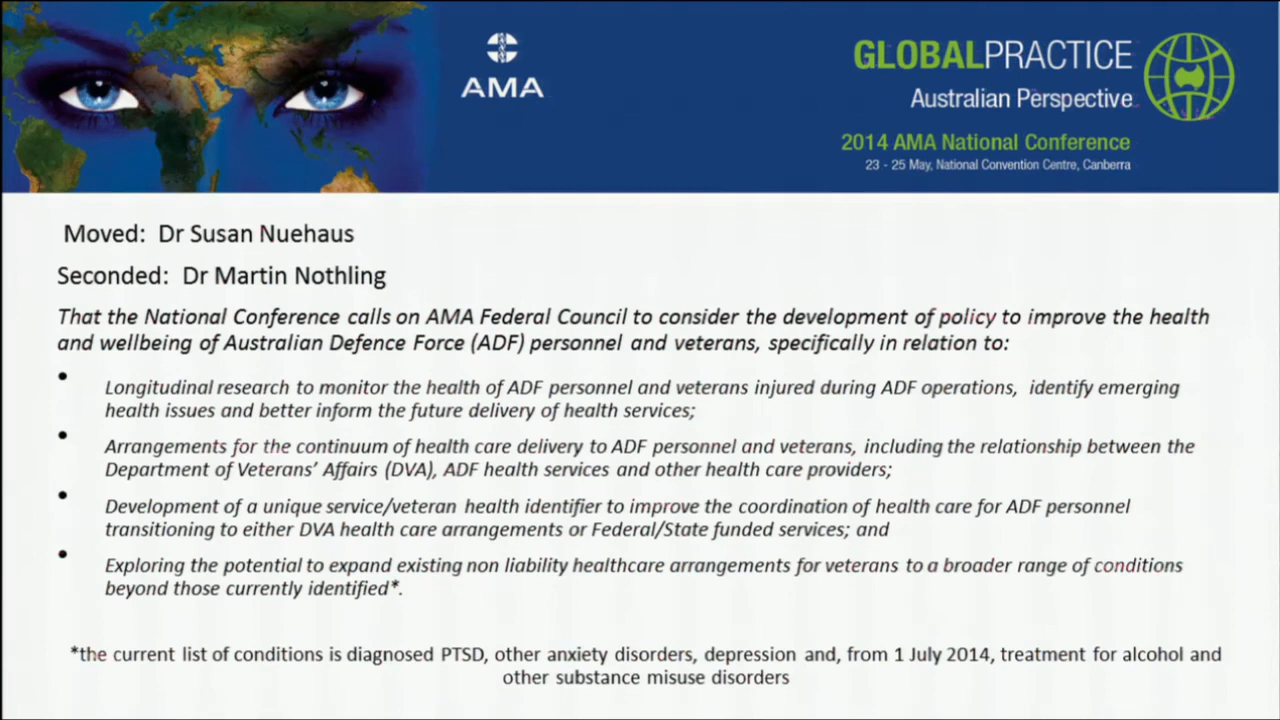 AMA
GLOBALPRACTICE
Australian Perspective
2014 AMA National Conference
23 - 25 May, National Convention Centre, Canberra
Moved: Dr Susan Nuehaus
Seconded: Dr Martin Nothling
That the National Conference calls on AMA Federal Council to consider the development of policy to improve the health
and wellbeing of Australian Defence Force (ADF) personnel and veterans, specifically in relation to:
• Longitudinal research to monitor the health of ADF personnel and veterans injured during ADF operations, identify emerging
health issues and better inform the future delivery of health services;
• Arrangements for the continuum of health care delivery to ADF personnel and veterans, including the relationship between the
Department of Veterans’ Affairs (DVA), ADF health services and other health care providers;
• Development of a unique service/veteran health identifier to improve the coordination of health care for ADF personnel
transitioning to either DVA health care arrangements or Federal/State funded services; and
• Exploring the potential to expand existing non liability healthcare arrangements for veterans to a broader range of conditions
beyond those currently identified*.
*the current list of conditions is diagnosed PTSD, other anxiety disorders, depression and, from 1 July 2014, treatment for alcohol and
other substance misuse disorders